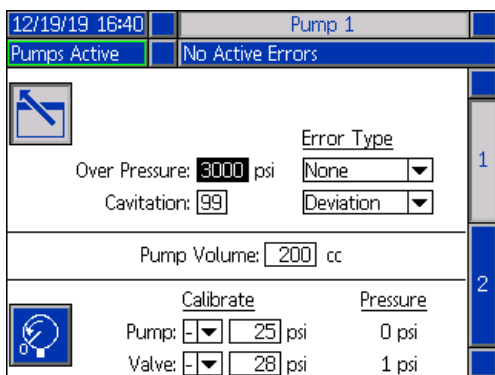 12/19/19 16:40 Pump 1
Pumps Active No Active Errors
Error Type
Over Pressure: 3000 psi None
Cavitation: 99 Deviation
1
Pump Volume: 200 cc
2
Calibrate Pressure
Pump: - 25 psi 0 psi
Valve: - 28 psi 1 psi